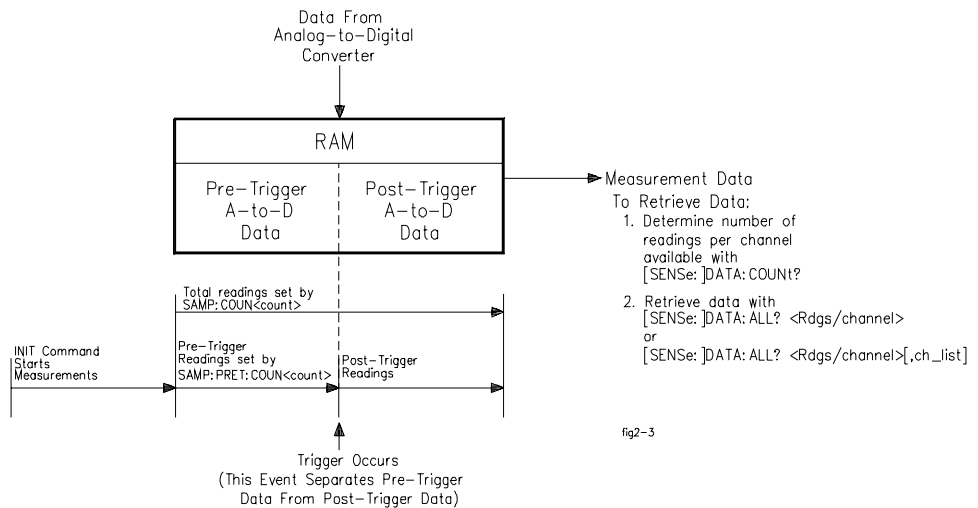 Data From
Analog-to-Digital
Converter
RAM
Pre-Trigger
A-to-D
Data
Post-Trigger
A-to-D
Data
Measurement Data
To Retrieve Data:
1. Determine number of
readings per channel
available with
[SENSe:]DATA:COUNt?
2. Retrieve data with
[SENSe:]DATA:ALL? <Rdgs/channel>
or
[SENSe:]DATA:ALL? <Rdgs/channel>[,ch_list]
Total readings set by
SAMP:COUN<count>
INIT Command
Starts
Measurements
Pre-Trigger
Readings set by
SAMP:PRET:COUN<count>
Post-Trigger
Readings
fig2-3
Trigger Occurs
(This Event Separates Pre-Trigger
Data From Post-Trigger Data)